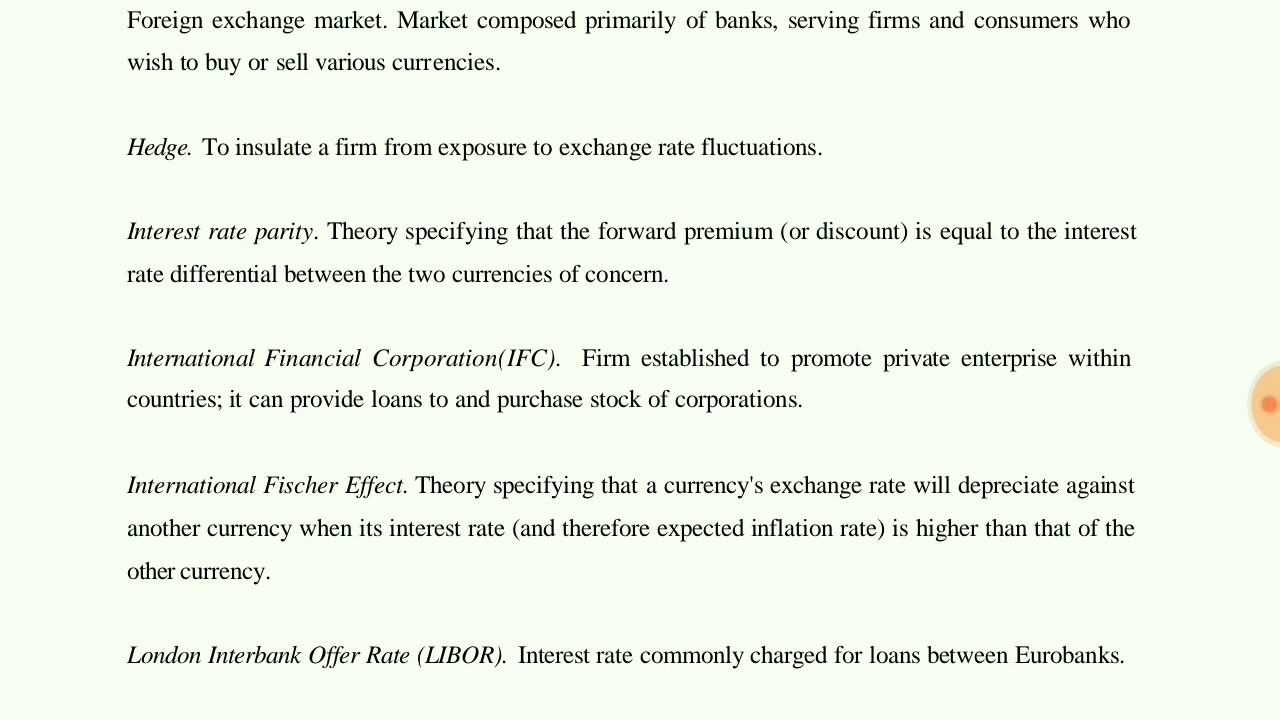 Foreign exchange market. Market composed primarily of banks, serving firms and consumers who
wish to buy or sell various currencies.
Hedge. To insulate a firm from exposure to exchange rate fluctuations.
Interest rate parity. Theory specifying that the forward premium (or discount) is equal to the interest
rate differential between the two currencies of concern.
International Financial Corporation(IFC). Firm established to promote private enterprise within
countries; it can provide loans to and purchase stock of corporations.
International Fischer Effect. Theory specifying that a currency's exchange rate will depreciate against
another currency when its interest rate (and therefore expected inflation rate) is higher than that of the
other currency.
London Interbank Offer Rate (LIBOR). Interest rate commonly charged for loans between Eurobanks.